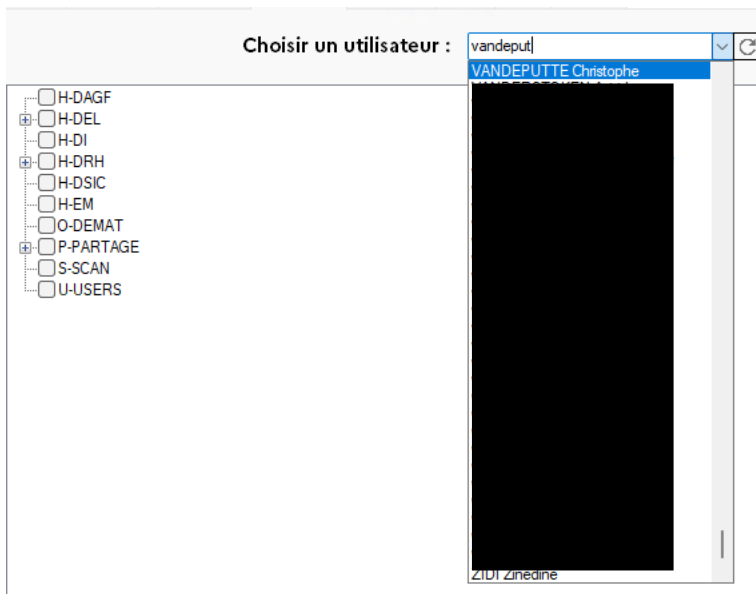 Choisir un utilisateur :
vandeput
VANDEPUTTE Christophe
H-DAGF
H-DEL
H-DI
H-DRH
H-DSIC
H-EM
O-DEMAT
P-PARTAGE
S-SCAN
U-USERS
ZIDI Zinedine